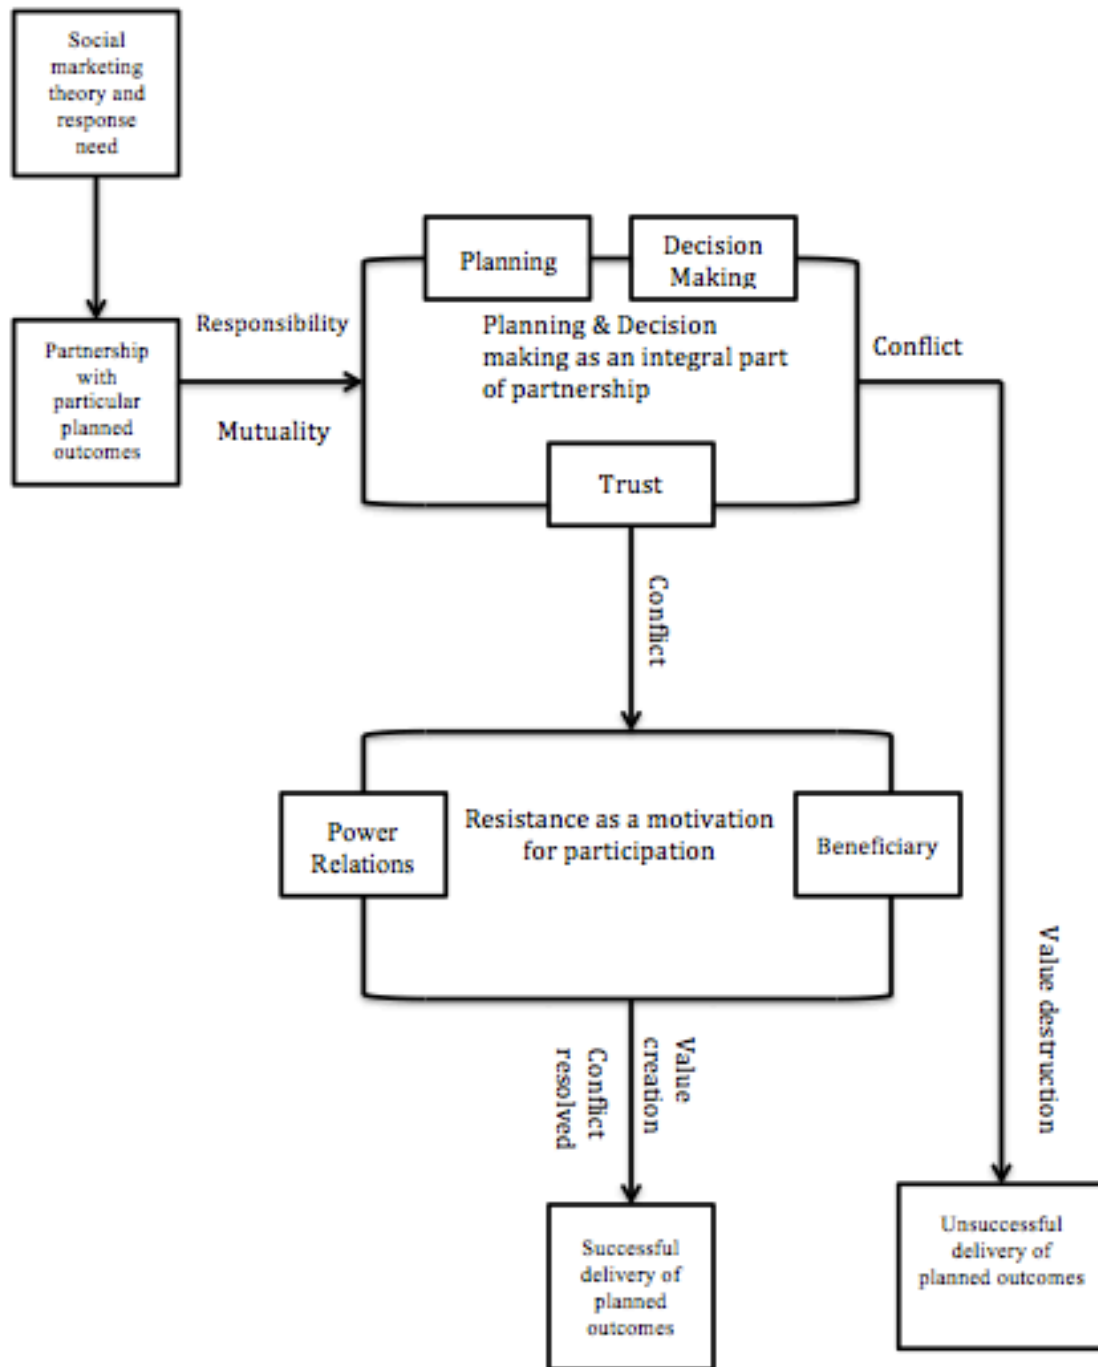 Social
marketing
theory and
response
need
Planning
Decision
Making
Responsibility
Mutuality
Partnership
with
particular
planned
outcomes
Planning & Decision
making as an integral part
of partnership
Conflict
Trust
Conflict
Power
Relations
Resistance as a motivation
for participation
Beneficiary
Value destruction
Value
creation
Conflict
resolved
Successful
delivery of
planned
outcomes
Unsuccessful
delivery of
planned outcomes